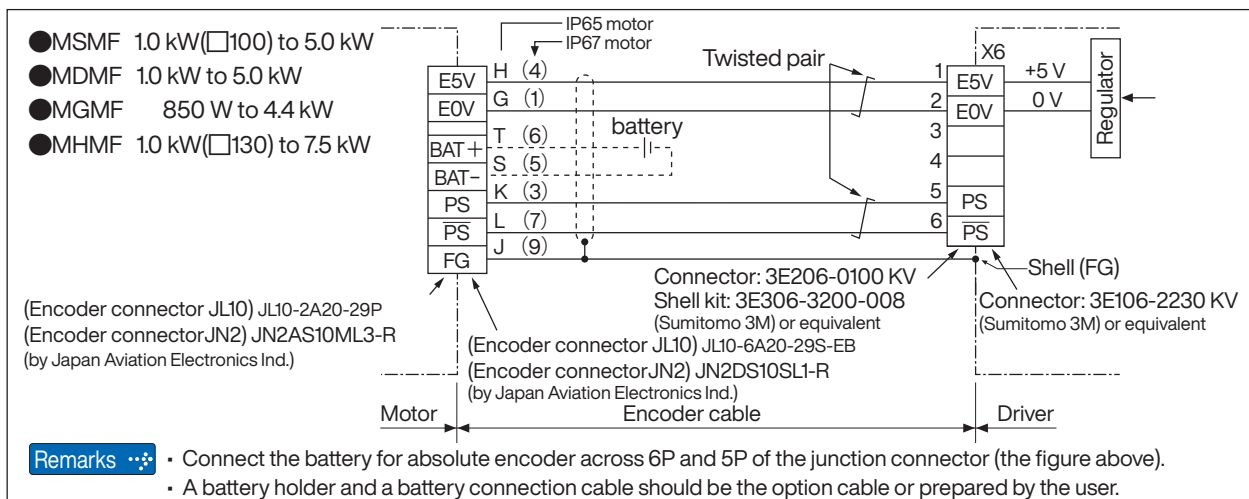 ●MSMF 1.0 kW(□100) to 5.0 kW
●MDMF 1.0 kW to 5.0 kW
●MGMF 850 W to 4.4 kW
●MHMF 1.0 kW(□130) to 7.5 kW
IP65 motor
IP67 motor
E5V H (4)
E0V G (1)
T (6)
BAT+
S (5)
BAT-
K (3)
PS
L (7)
P̅S̅
J (9)
FG
battery
Twisted pair
X6
1 E5V +5 V
2 E0V 0 V
3
4
5 PS
6 P̅S̅
Regulator
Shell (FG)
Connector: 3E206-0100 KV
Shell kit: 3E306-3200-008
(Sumitomo 3M) or equivalent
Connector: 3E106-2230 KV
(Sumitomo 3M) or equivalent
(Encoder connector JL10) JL10-2A20-29P
(Encoder connectorJN2) JN2AS10ML3-R
(by Japan Aviation Electronics Ind.)
(Encoder connector JL10) JL10-6A20-29S-EB
(Encoder connectorJN2) JN2DS10SL1-R
(by Japan Aviation Electronics Ind.)
Motor Encoder cable Driver
Remarks
• Connect the battery for absolute encoder across 6P and 5P of the junction connector (the figure above).
• A battery holder and a battery connection cable should be the option cable or prepared by the user.